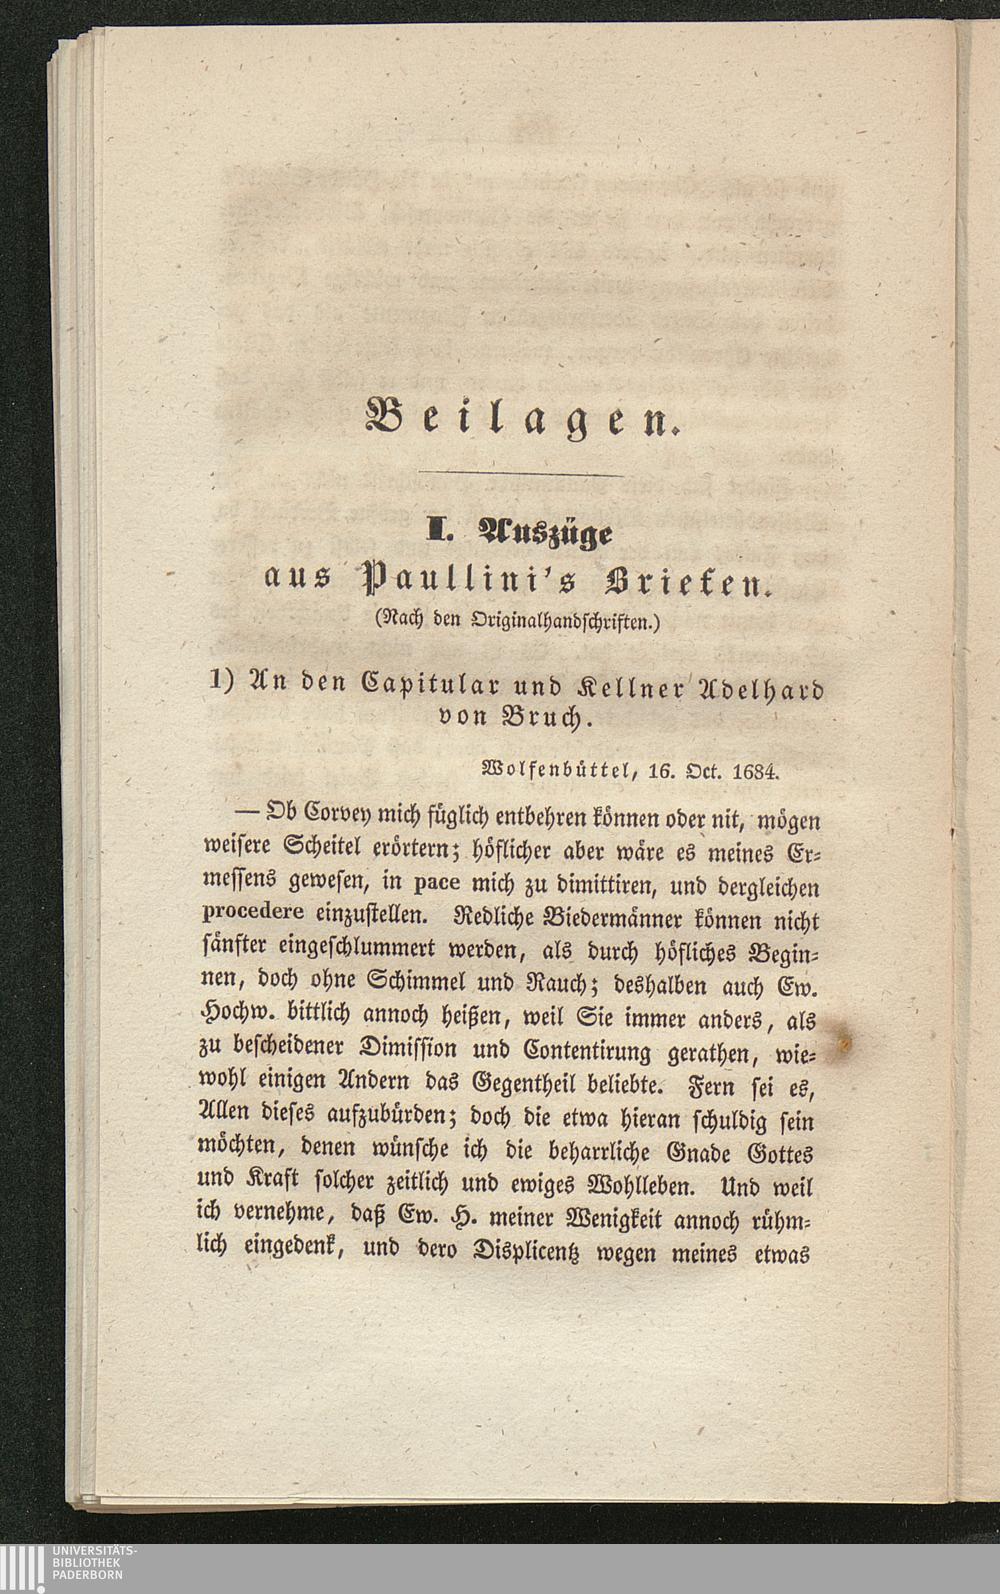 Beilagen.
I. Auszüge
aus Paullini's Briefen.
(Nach den Originalhandschriften.)
1) An den Capitular und Kellner Adelhard
von Bruch.
Wolfenbüttel, 16. Oct. 1684.
— Ob Corvey mich füglich entbehren können oder nit, mögen
weisere Scheitel erörtern; höflicher aber wäre es meines Er-
messens gewesen, in pace mich zu dimittiren, und dergleichen
procedere einzustellen. Redliche Biedermänner können nicht
sänfter eingeschlummert werden, als durch höfliches Begin-
nen, doch ohne Schimmel und Rauch; deshalben auch Ew.
Hochw. bittlich annoch heißen, weil Sie immer anders, als
zu bescheidener Dimission und Contentirung gerathen, wie-
wohl einigen Andern das Gegentheil beliebte. Fern sei es,
Allen dieses aufzubürden; doch die etwa hieran schuldig sein
möchten, denen wünsche ich die beharrliche Gnade Gottes
und Kraft solcher zeitlich und ewiges Wohlleben. Und weil
ich vernehme, daß Ew. H. meiner Wenigkeit annoch rühm-
lich eingedenk, und dero Displicentz wegen meines etwas
UNIVERSITÄTS-
BIBLIOTHEK
PADERBORN